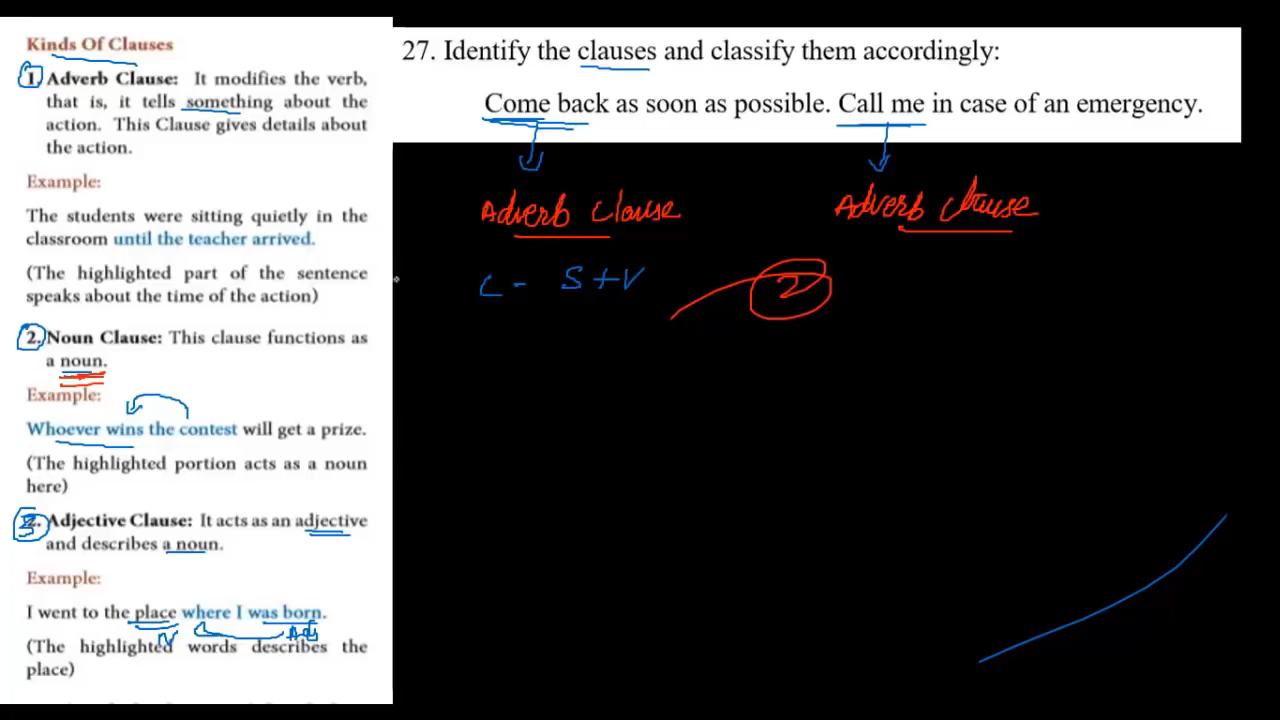 Kinds Of Clauses
1. Adverb Clause: It modifies the verb,
that is, it tells something about the
action. This Clause gives details about
the action.
Example:
The students were sitting quietly in the
classroom until the teacher arrived.
(The highlighted part of the sentence
speaks about the time of the action)
2. Noun Clause: This clause functions as
a noun.
Example:
Whoever wins the contest will get a prize.
(The highlighted portion acts as a noun
here)
3. Adjective Clause: It acts as an adjective
and describes a noun.
Example:
I went to the place where I was born.
N Adj
(The highlighted words describes the
place)
27. Identify the clauses and classify them accordingly:
Come back as soon as possible. Call me in case of an emergency.
Adverb Clause Adverb Clause
C - S + V 2